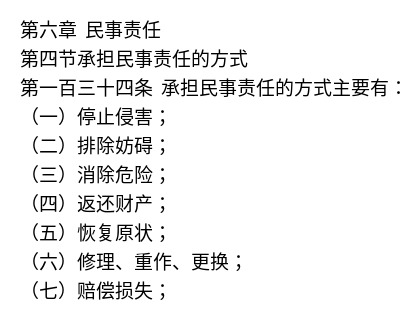 第六章 民事责任
第四节承担民事责任的方式
第一百三十四条 承担民事责任的方式主要有：
（一）停止侵害；
（二）排除妨碍；
（三）消除危险；
（四）返还财产；
（五）恢复原状；
（六）修理、重作、更换；
（七）赔偿损失；